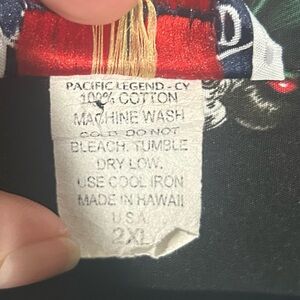 PACIFIC LEGEND - CY
100% COTTON
MACHINE WASH
COLD. DO NOT
BLEACH. TUMBLE
DRY LOW.
USE COOL IRON
MADE IN HAWAII
U.S.A.
2XL